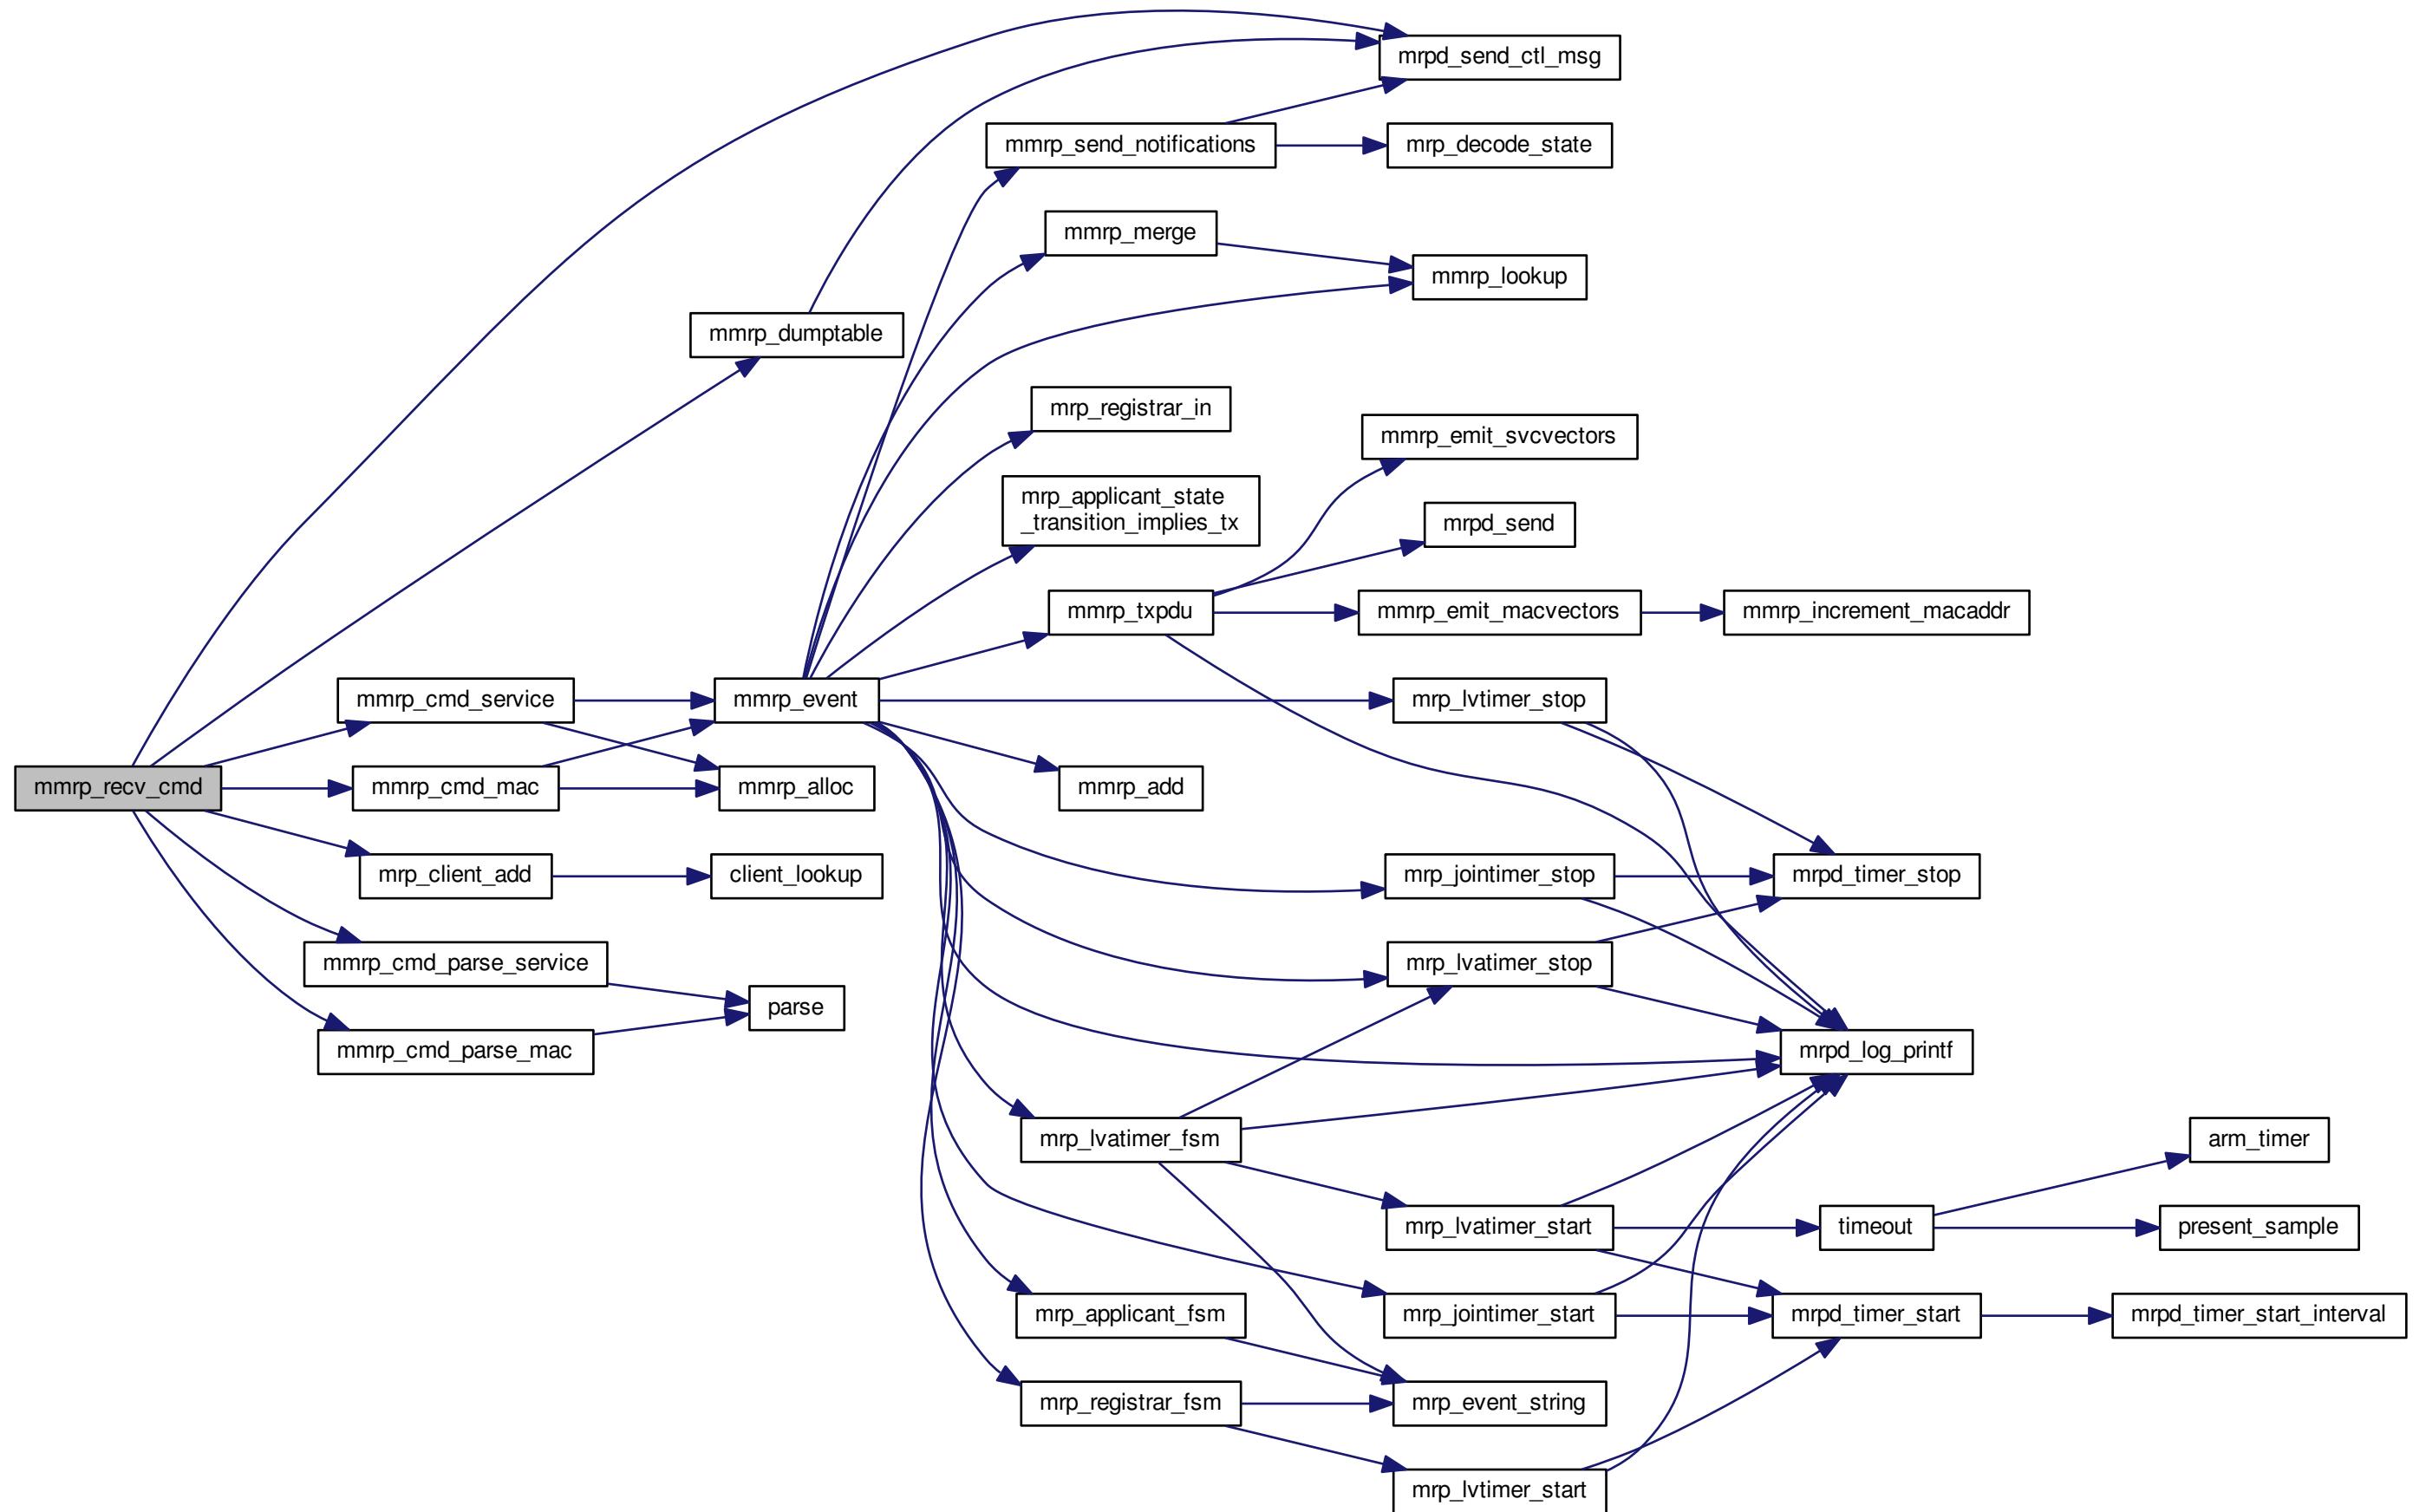 mrpd_send_ctl_msg
mmrp_send_notifications
mrp_decode_state
mmrp_merge
mmrp_lookup
mmrp_dumptable
mrp_registrar_in
mmrp_emit_svcvectors
mrp_applicant_state
_transition_implies_tx
mrpd_send
mmrp_txpdu
mmrp_emit_macvectors
mmrp_increment_macaddr
mmrp_cmd_service
mmrp_event
mrp_lvtimer_stop
mmrp_recv_cmd
mmrp_cmd_mac
mmrp_alloc
mmrp_add
mrp_client_add
client_lookup
mrp_jointimer_stop
mrpd_timer_stop
mmrp_cmd_parse_service
mrp_lvatimer_stop
parse
mmrp_cmd_parse_mac
mrpd_log_printf
mrp_lvatimer_fsm
arm_timer
mrp_lvatimer_start
timeout
present_sample
mrp_applicant_fsm
mrp_jointimer_start
mrpd_timer_start
mrpd_timer_start_interval
mrp_registrar_fsm
mrp_event_string
mrp_lvtimer_start